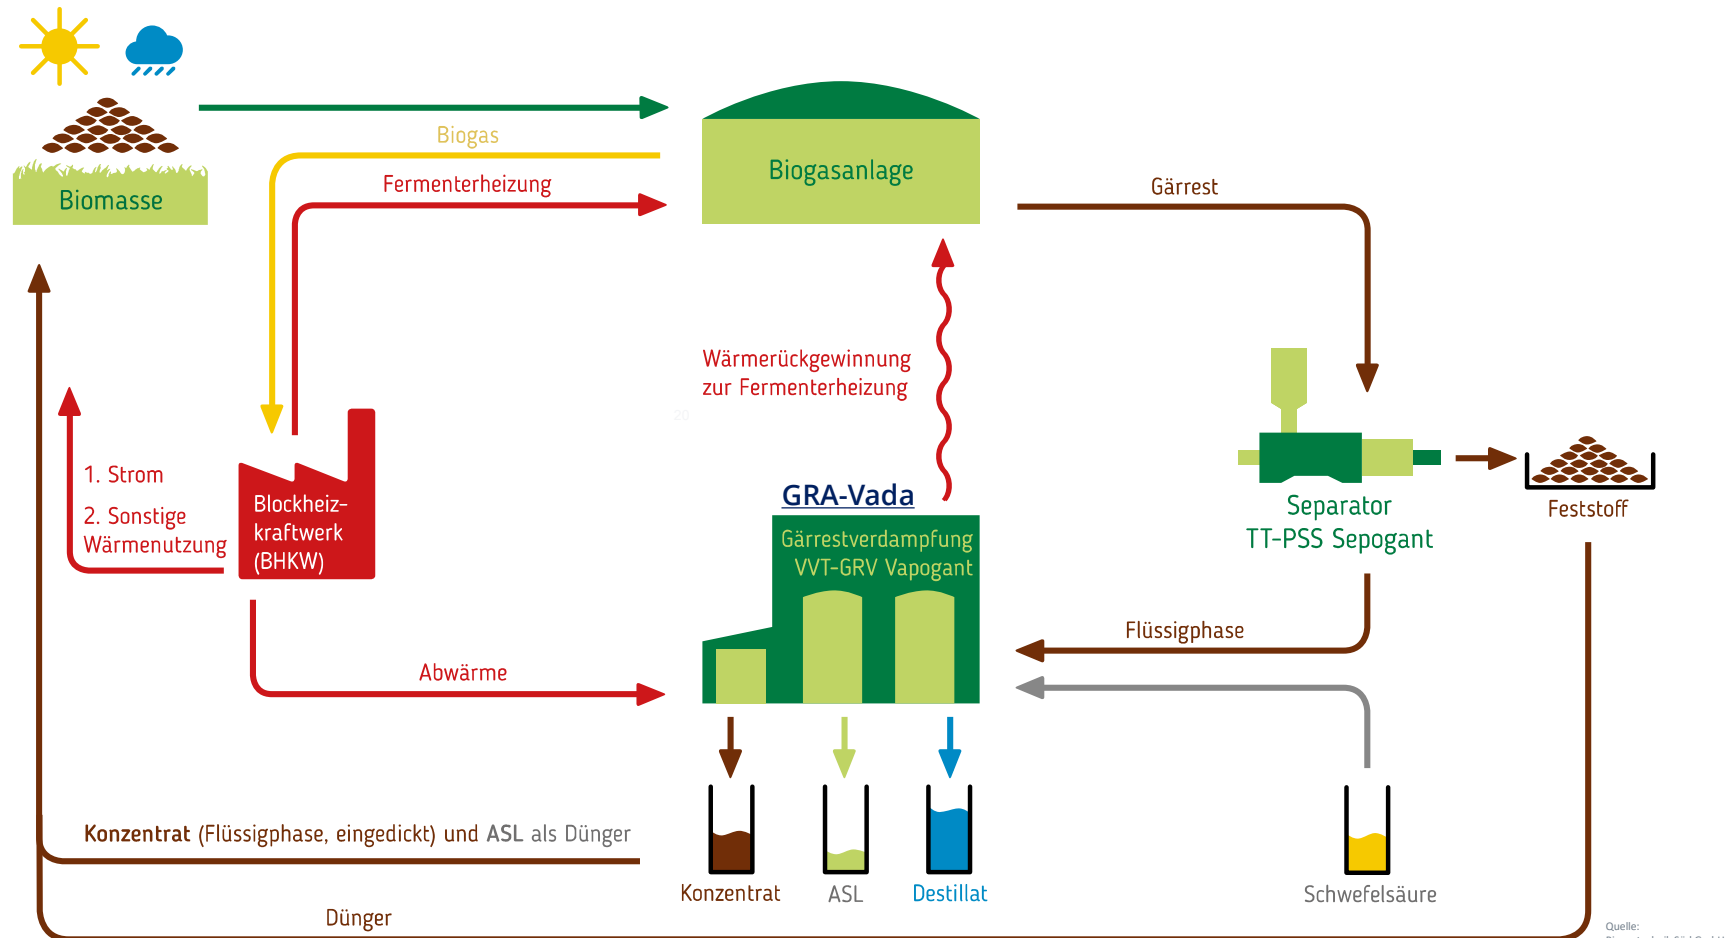 Biogas
Fermenterheizung
Biomasse
Biogasanlage
Gärrest
Wärmerückgewinnung
zur Fermenterheizung
20
1. Strom
2. Sonstige
Wärmenutzung
Blockheiz-
kraftwerk
(BHKW)
GRA-Vada
Gärrestverdampfung
VVT-GRV Vapogant
Separator
TT-PSS Sepogant
Feststoff
Flüssigphase
Abwärme
Konzentrat (Flüssigphase, eingedickt) und ASL als Dünger
Konzentrat
ASL
Destillat
Schwefelsäure
Dünger
Quelle: